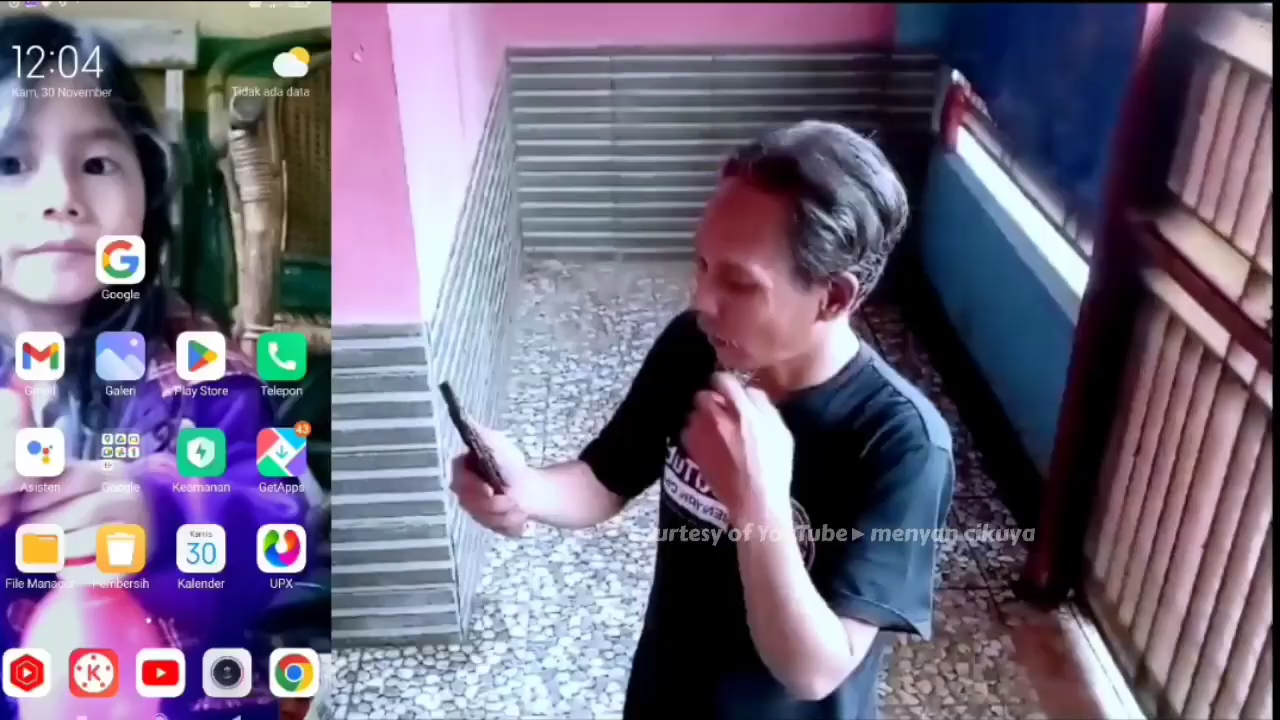 12:04
Kam, 30 November
Tidak ada data
Google
Gmail
Galeri
Play Store
Telepon
43
Asisten
Google
Keamanan
GetApps
File Manager
Pembersih
Kamis
30
Kalender
UPX
courtesy of YouTube ▶ menyan cikuya